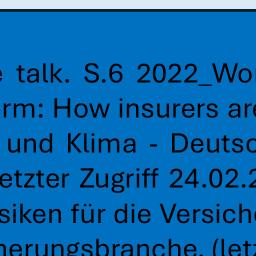 talk. S.6 2022_Wo
rm: How insurers are
und Klima - Deutsc
etzter Zugriff 24.02.2
siken für die Versiche
nerungsbranche. (letz